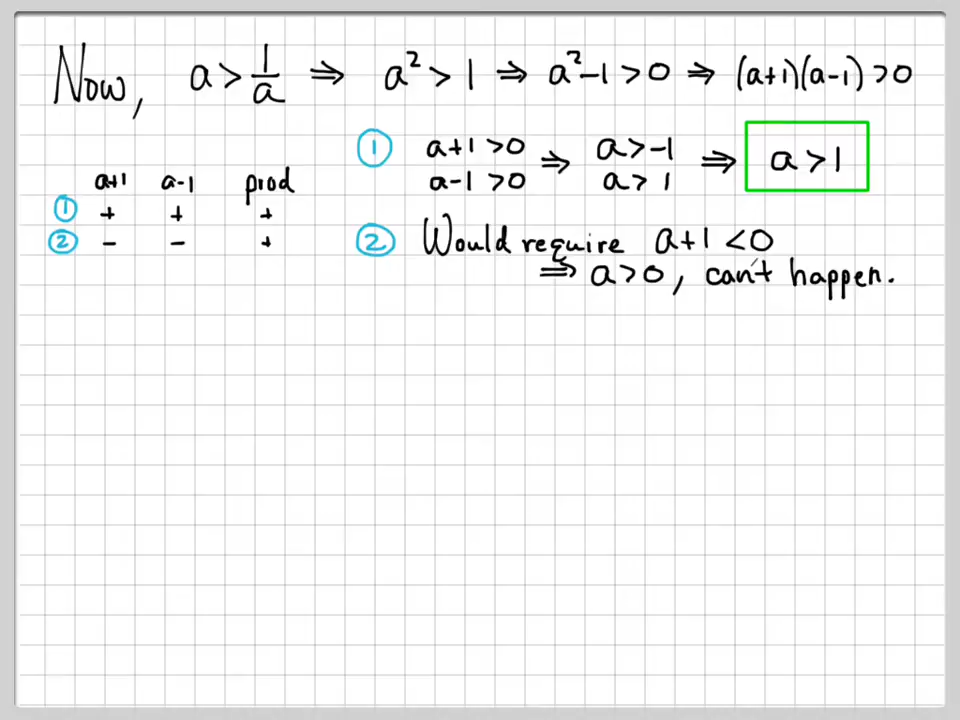 Now, a > 1/a ⇒ a² > 1 ⇒ a²-1 > 0 ⇒ (a+1)(a-1) > 0
① a+1 > 0 ⇒ a > -1 ⇒ a > 1
a-1 > 0 a > 1
a+1 a-1 prod
① + + +
② - - +
② Would require a+1 < 0
⇒ a > 0, can't happen.